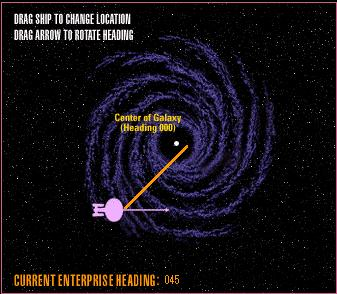 DRAG SHIP TO CHANGE LOCATION
DRAG ARROW TO ROTATE HEADING
Center of Galaxy
(Heading 000)
CURRENT ENTERPRISE HEADING: 045